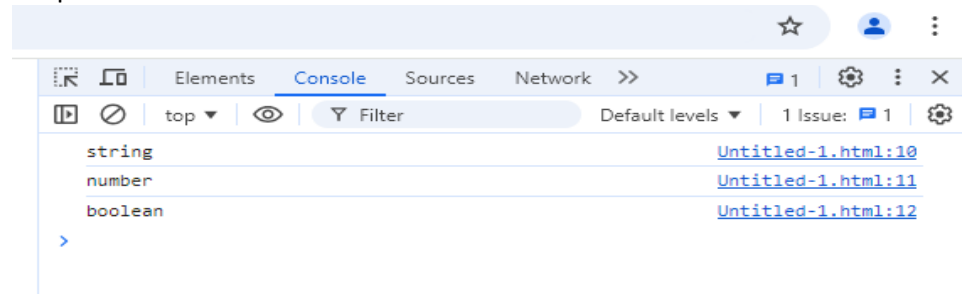 Elements Console Sources Network >> 1
top ▼ Filter Default levels ▼ 1 Issue: 1
string Untitled-1.html:10
number Untitled-1.html:11
boolean Untitled-1.html:12
>